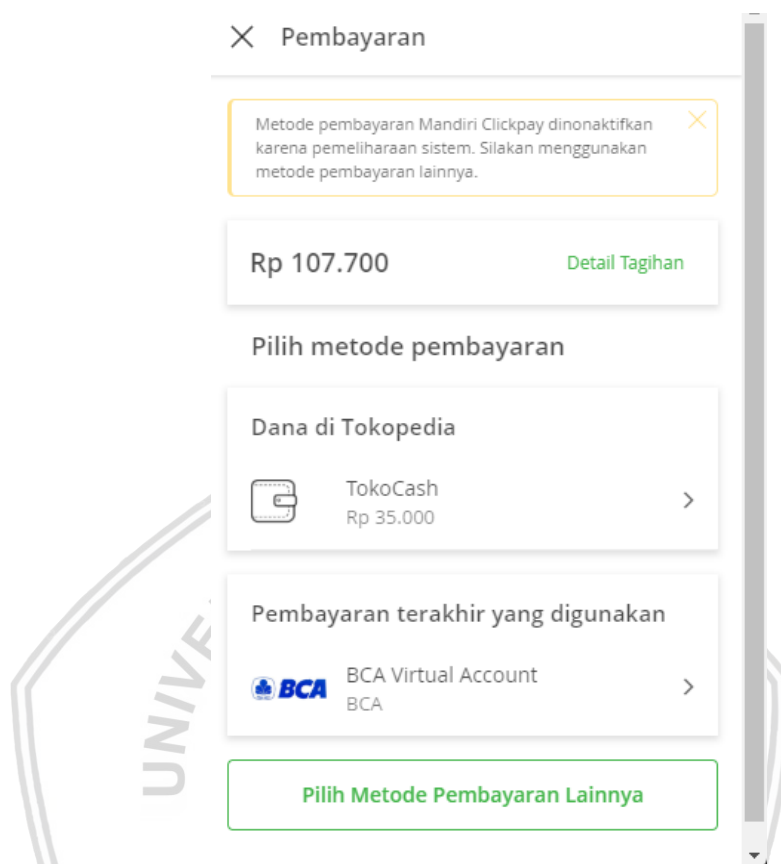 Pembayaran
Metode pembayaran Mandiri Clickpay dinonaktifkan
karena pemeliharaan sistem. Silakan menggunakan
metode pembayaran lainnya.
Rp 107.700 Detail Tagihan
Pilih metode pembayaran
Dana di Tokopedia
TokoCash
Rp 35.000
Pembayaran terakhir yang digunakan
BCA BCA Virtual Account
BCA
Pilih Metode Pembayaran Lainnya